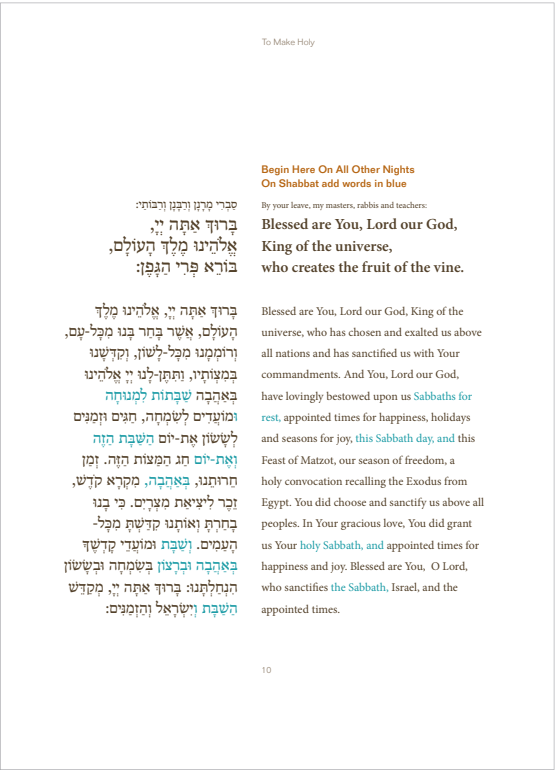 To Make Holy
Begin Here On All Other Nights
On Shabbat add words in blue
סַבְרִי מָרָנָן וְרַבָּנָן וְרַבּוֹתַי:
בָּרוּךְ אַתָּה יְיָ,
אֱלֹהֵינוּ מֶלֶךְ הָעוֹלָם,
בּוֹרֵא פְּרִי הַגָּפֶן:
בָּרוּךְ אַתָּה יְיָ, אֱלֹהֵינוּ מֶלֶךְ
הָעוֹלָם, אֲשֶׁר בָּחַר בָּנוּ מִכָּל-עָם,
וְרוֹמְמָנוּ מִכָּל-לָשׁוֹן, וְקִדְּשָׁנוּ
בְּמִצְוֹתָיו, וַתִּתֶּן-לָנוּ יְיָ אֱלֹהֵינוּ
בְּאַהֲבָה שַׁבָּתוֹת לִמְנוּחָה
וּמוֹעֲדִים לְשִׂמְחָה, חַגִּים וּזְמַנִּים
לְשָׂשׂוֹן אֶת-יוֹם הַשַּׁבָּת הַזֶּה
וְאֶת-יוֹם חַג הַמַּצּוֹת הַזֶּה. זְמַן
חֵרוּתֵנוּ, בְּאַהֲבָה, מִקְרָא קֹדֶשׁ,
זֵכֶר לִיצִיאַת מִצְרָיִם. כִּי בָנוּ
בָחַרְתָּ וְאוֹתָנוּ קִדַּשְׁתָּ מִכָּל-
הָעַמִּים. וְשַׁבָּת וּמוֹעֲדֵי קָדְשֶׁךָ
בְּאַהֲבָה וּבְרָצוֹן בְּשִׂמְחָה וּבְשָׂשׂוֹן
הִנְחַלְתָּנוּ: בָּרוּךְ אַתָּה יְיָ, מְקַדֵּשׁ
הַשַּׁבָּת וְיִשְׂרָאֵל וְהַזְּמַנִּים:
By your leave, my masters, rabbis and teachers:
Blessed are You, Lord our God,
King of the universe,
who creates the fruit of the vine.
Blessed are You, Lord our God, King of the
universe, who has chosen and exalted us above
all nations and has sanctified us with Your
commandments. And You, Lord our God,
have lovingly bestowed upon us Sabbaths for
rest, appointed times for happiness, holidays
and seasons for joy, this Sabbath day, and this
Feast of Matzot, our season of freedom, a
holy convocation recalling the Exodus from
Egypt. You did choose and sanctify us above all
peoples. In Your gracious love, You did grant
us Your holy Sabbath, and appointed times for
happiness and joy. Blessed are You, O Lord,
who sanctifies the Sabbath, Israel, and the
appointed times.
10